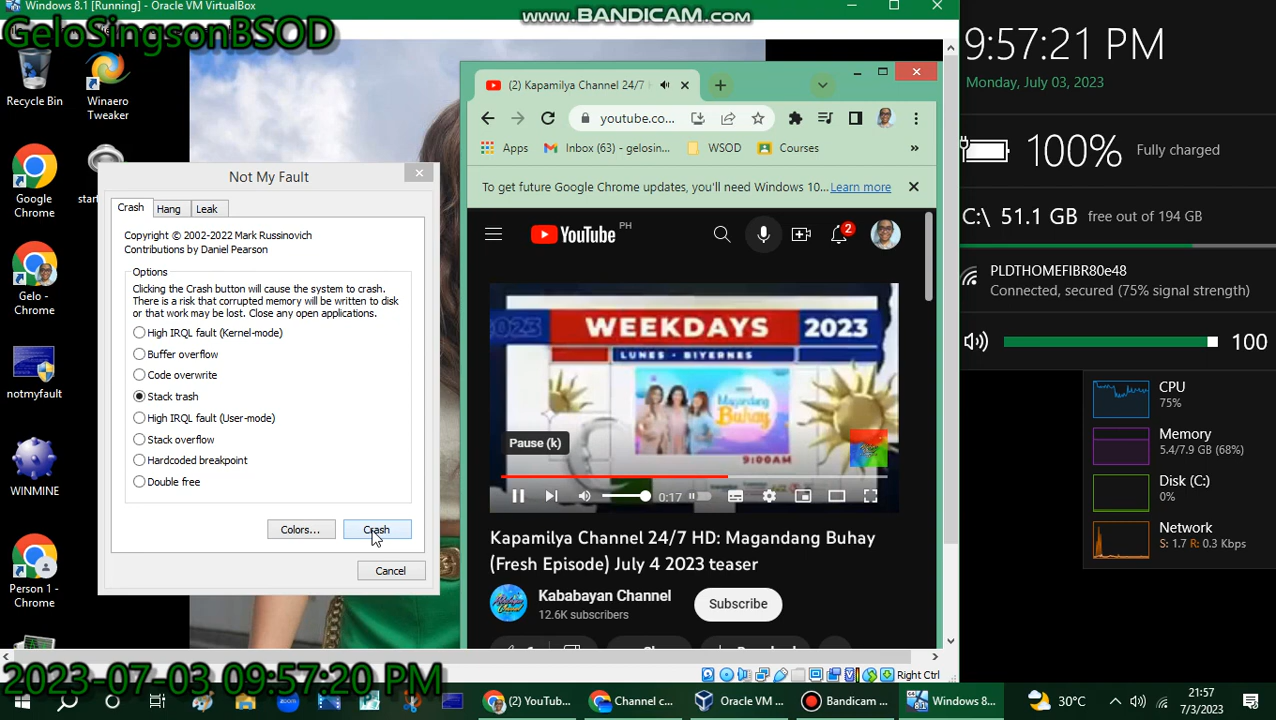 Windows 8.1 [Running] - Oracle VM VirtualBox
www.BANDICAM.com
GeloSingsonBSOD
9:57:21 PM
Monday, July 03, 2023
100%
Fully charged
C:\ 51.1 GB free out of 194 GB
PLDTHOMEFIBR80e48
Connected, secured (75% signal strength)
100
CPU
75%
Memory
5.4/7.9 GB (68%)
Disk (C:)
0%
Network
S: 1.7 R: 0.3 Kbps
Recycle Bin
Winaero Tweaker
Google Chrome
Gelo - Chrome
notmyfault
WINMINE
Person 1 - Chrome
Not My Fault
Crash
Hang
Leak
Copyright © 2002-2022 Mark Russinovich
Contributions by Daniel Pearson
Options
Clicking the Crash button will cause the system to crash.
There is a risk that corrupted memory will be written to disk
or that work may be lost. Close any open applications.
High IRQL fault (Kernel-mode)
Buffer overflow
Code overwrite
Stack trash
High IRQL fault (User-mode)
Stack overflow
Hardcoded breakpoint
Double free
Colors...
Crash
Cancel
(2) Kapamilya Channel 24/7 H
youtube.co...
Apps
Inbox (63) - gelosin...
WSOD
Courses
»
To get future Google Chrome updates, you'll need Windows 10... Learn more
YouTube PH
2
2023
WEEKDAYS 2023
LUNES - BIYERNES
Magandang Buhay
9:00AM
Pause (k)
0:17
Kapamilya Channel 24/7 HD: Magandang Buhay
(Fresh Episode) July 4 2023 teaser
Kababayan Channel
12.6K subscribers
Subscribe
Right Ctrl
2023-07-03 09:57:20 PM
zoom
(2) YouTub...
Channel c...
Oracle VM ...
Bandicam ...
Windows 8...
30°C
21:57
7/3/2023